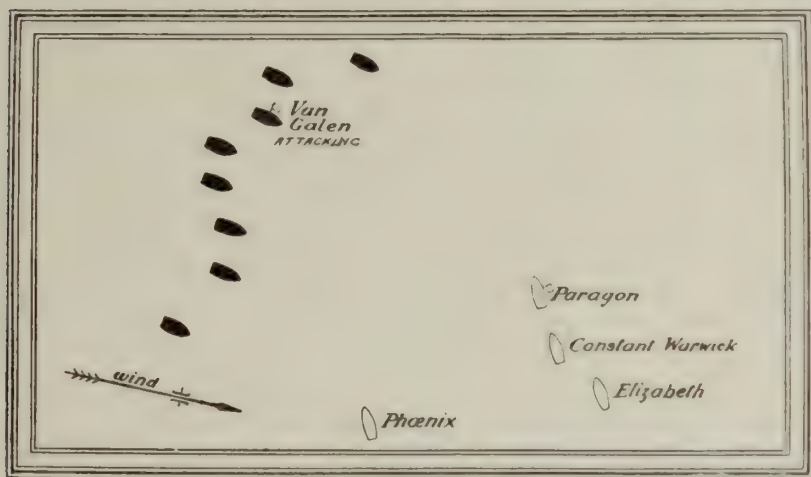 Van
Galen
ATTACKING
Paragon
Constant Warwick
Elizabeth
wind
Phœnix